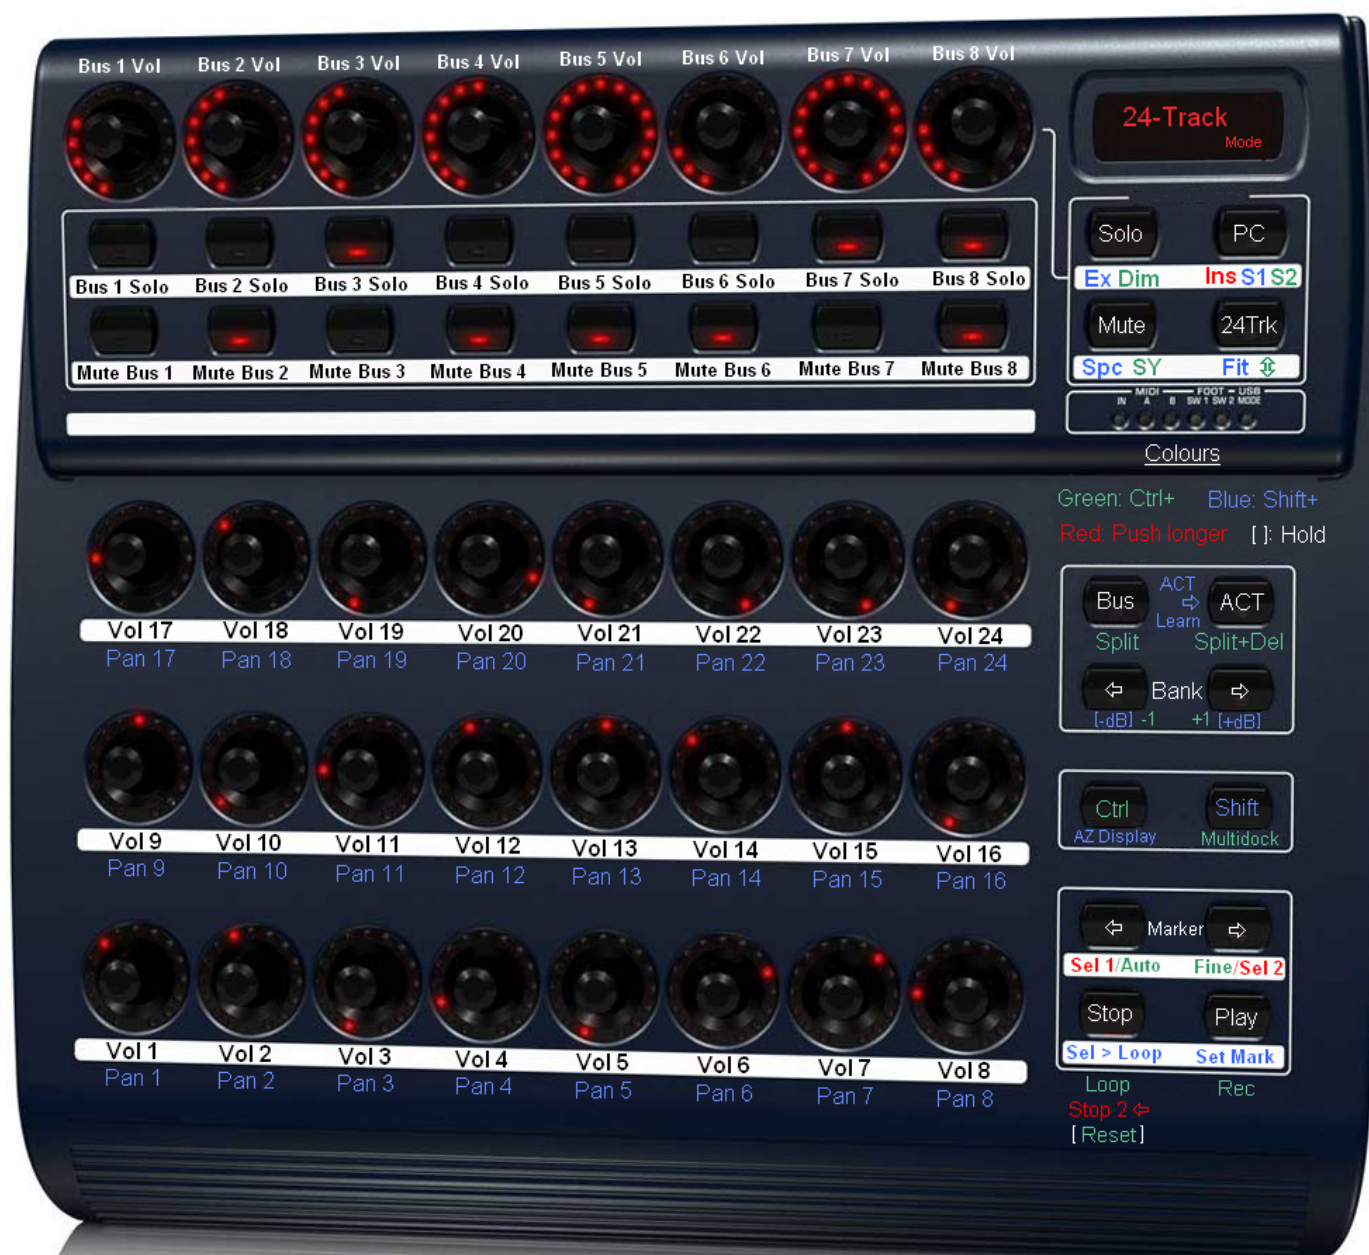 Bus 1 Vol Bus 2 Vol Bus 3 Vol Bus 4 Vol Bus 5 Vol Bus 6 Vol Bus 7 Vol Bus 8 Vol
24-Track
Mode
Solo PC
Bus 1 Solo Bus 2 Solo Bus 3 Solo Bus 4 Solo Bus 5 Solo Bus 6 Solo Bus 7 Solo Bus 8 Solo
Ex Dim Ins S1 S2
Mute 24Trk
Mute Bus 1 Mute Bus 2 Mute Bus 3 Mute Bus 4 Mute Bus 5 Mute Bus 6 Mute Bus 7 Mute Bus 8
Spc SY Fit ⇳
MIDI FOOT USB
IN A B SW 1 SW 2 MODE
Colours
Green: Ctrl+ Blue: Shift+
Red: Push longer [ ]: Hold
Bus ACT ⇨ Learn ACT
Split Split+Del
Vol 17 Vol 18 Vol 19 Vol 20 Vol 21 Vol 22 Vol 23 Vol 24
Pan 17 Pan 18 Pan 19 Pan 20 Pan 21 Pan 22 Pan 23 Pan 24
⇦ Bank ⇨
[-dB] -1 +1 [+dB]
Ctrl Shift
AZ Display Multidock
Vol 9 Vol 10 Vol 11 Vol 12 Vol 13 Vol 14 Vol 15 Vol 16
Pan 9 Pan 10 Pan 11 Pan 12 Pan 13 Pan 14 Pan 15 Pan 16
⇦ Marker ⇨
Sel 1/Auto Fine/Sel 2
Stop Play
Sel > Loop Set Mark
Vol 1 Vol 2 Vol 3 Vol 4 Vol 5 Vol 6 Vol 7 Vol 8
Pan 1 Pan 2 Pan 3 Pan 4 Pan 5 Pan 6 Pan 7 Pan 8
Loop Rec
Stop 2 ⇦
[Reset]